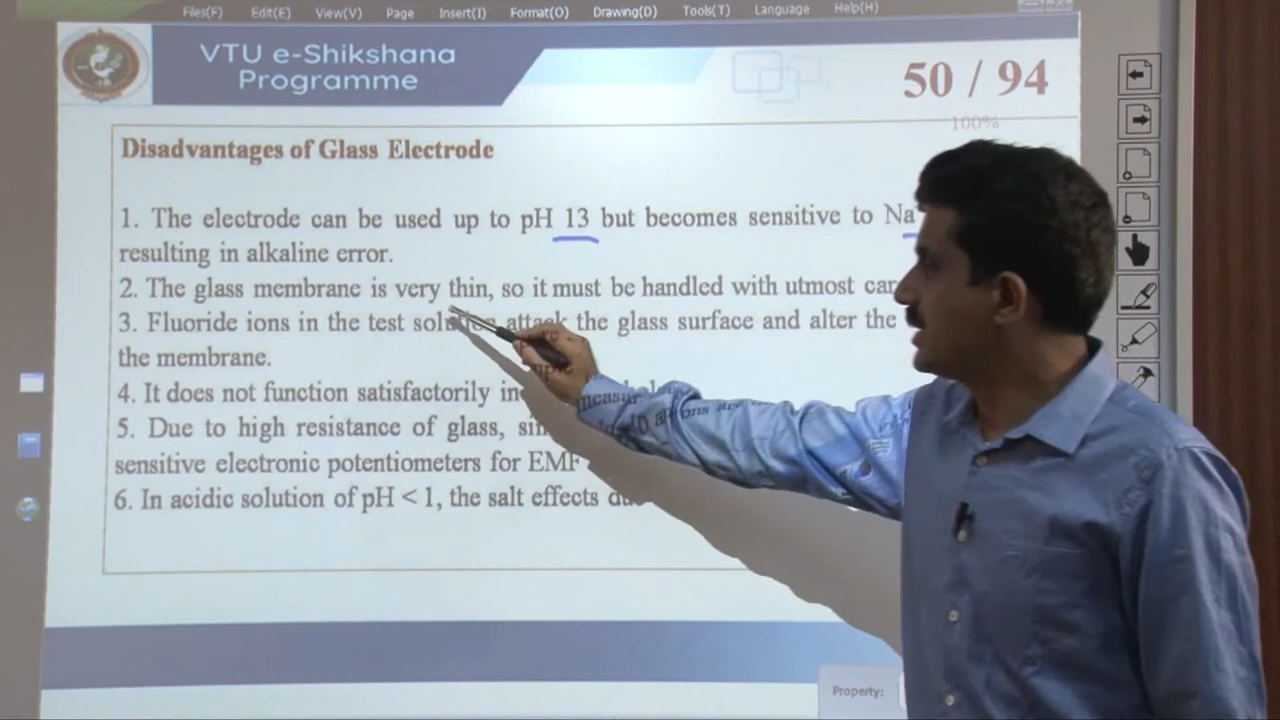 Files(F) Edit(E) View(V) Page Insert(I) Format(O) Drawing(D) Tools(T) Language Help(H)
VTU e-Shikshana
Programme
50 / 94
100%
Disadvantages of Glass Electrode
1. The electrode can be used up to pH 13 but becomes sensitive to Na
resulting in alkaline error.
2. The glass membrane is very thin, so it must be handled with utmost car
3. Fluoride ions in the test solution attack the glass surface and alter the
the membrane.
4. It does not function satisfactorily in
5. Due to high resistance of glass, sim
sensitive electronic potentiometers for EMF
6. In acidic solution of pH < 1, the salt effects du
Property: